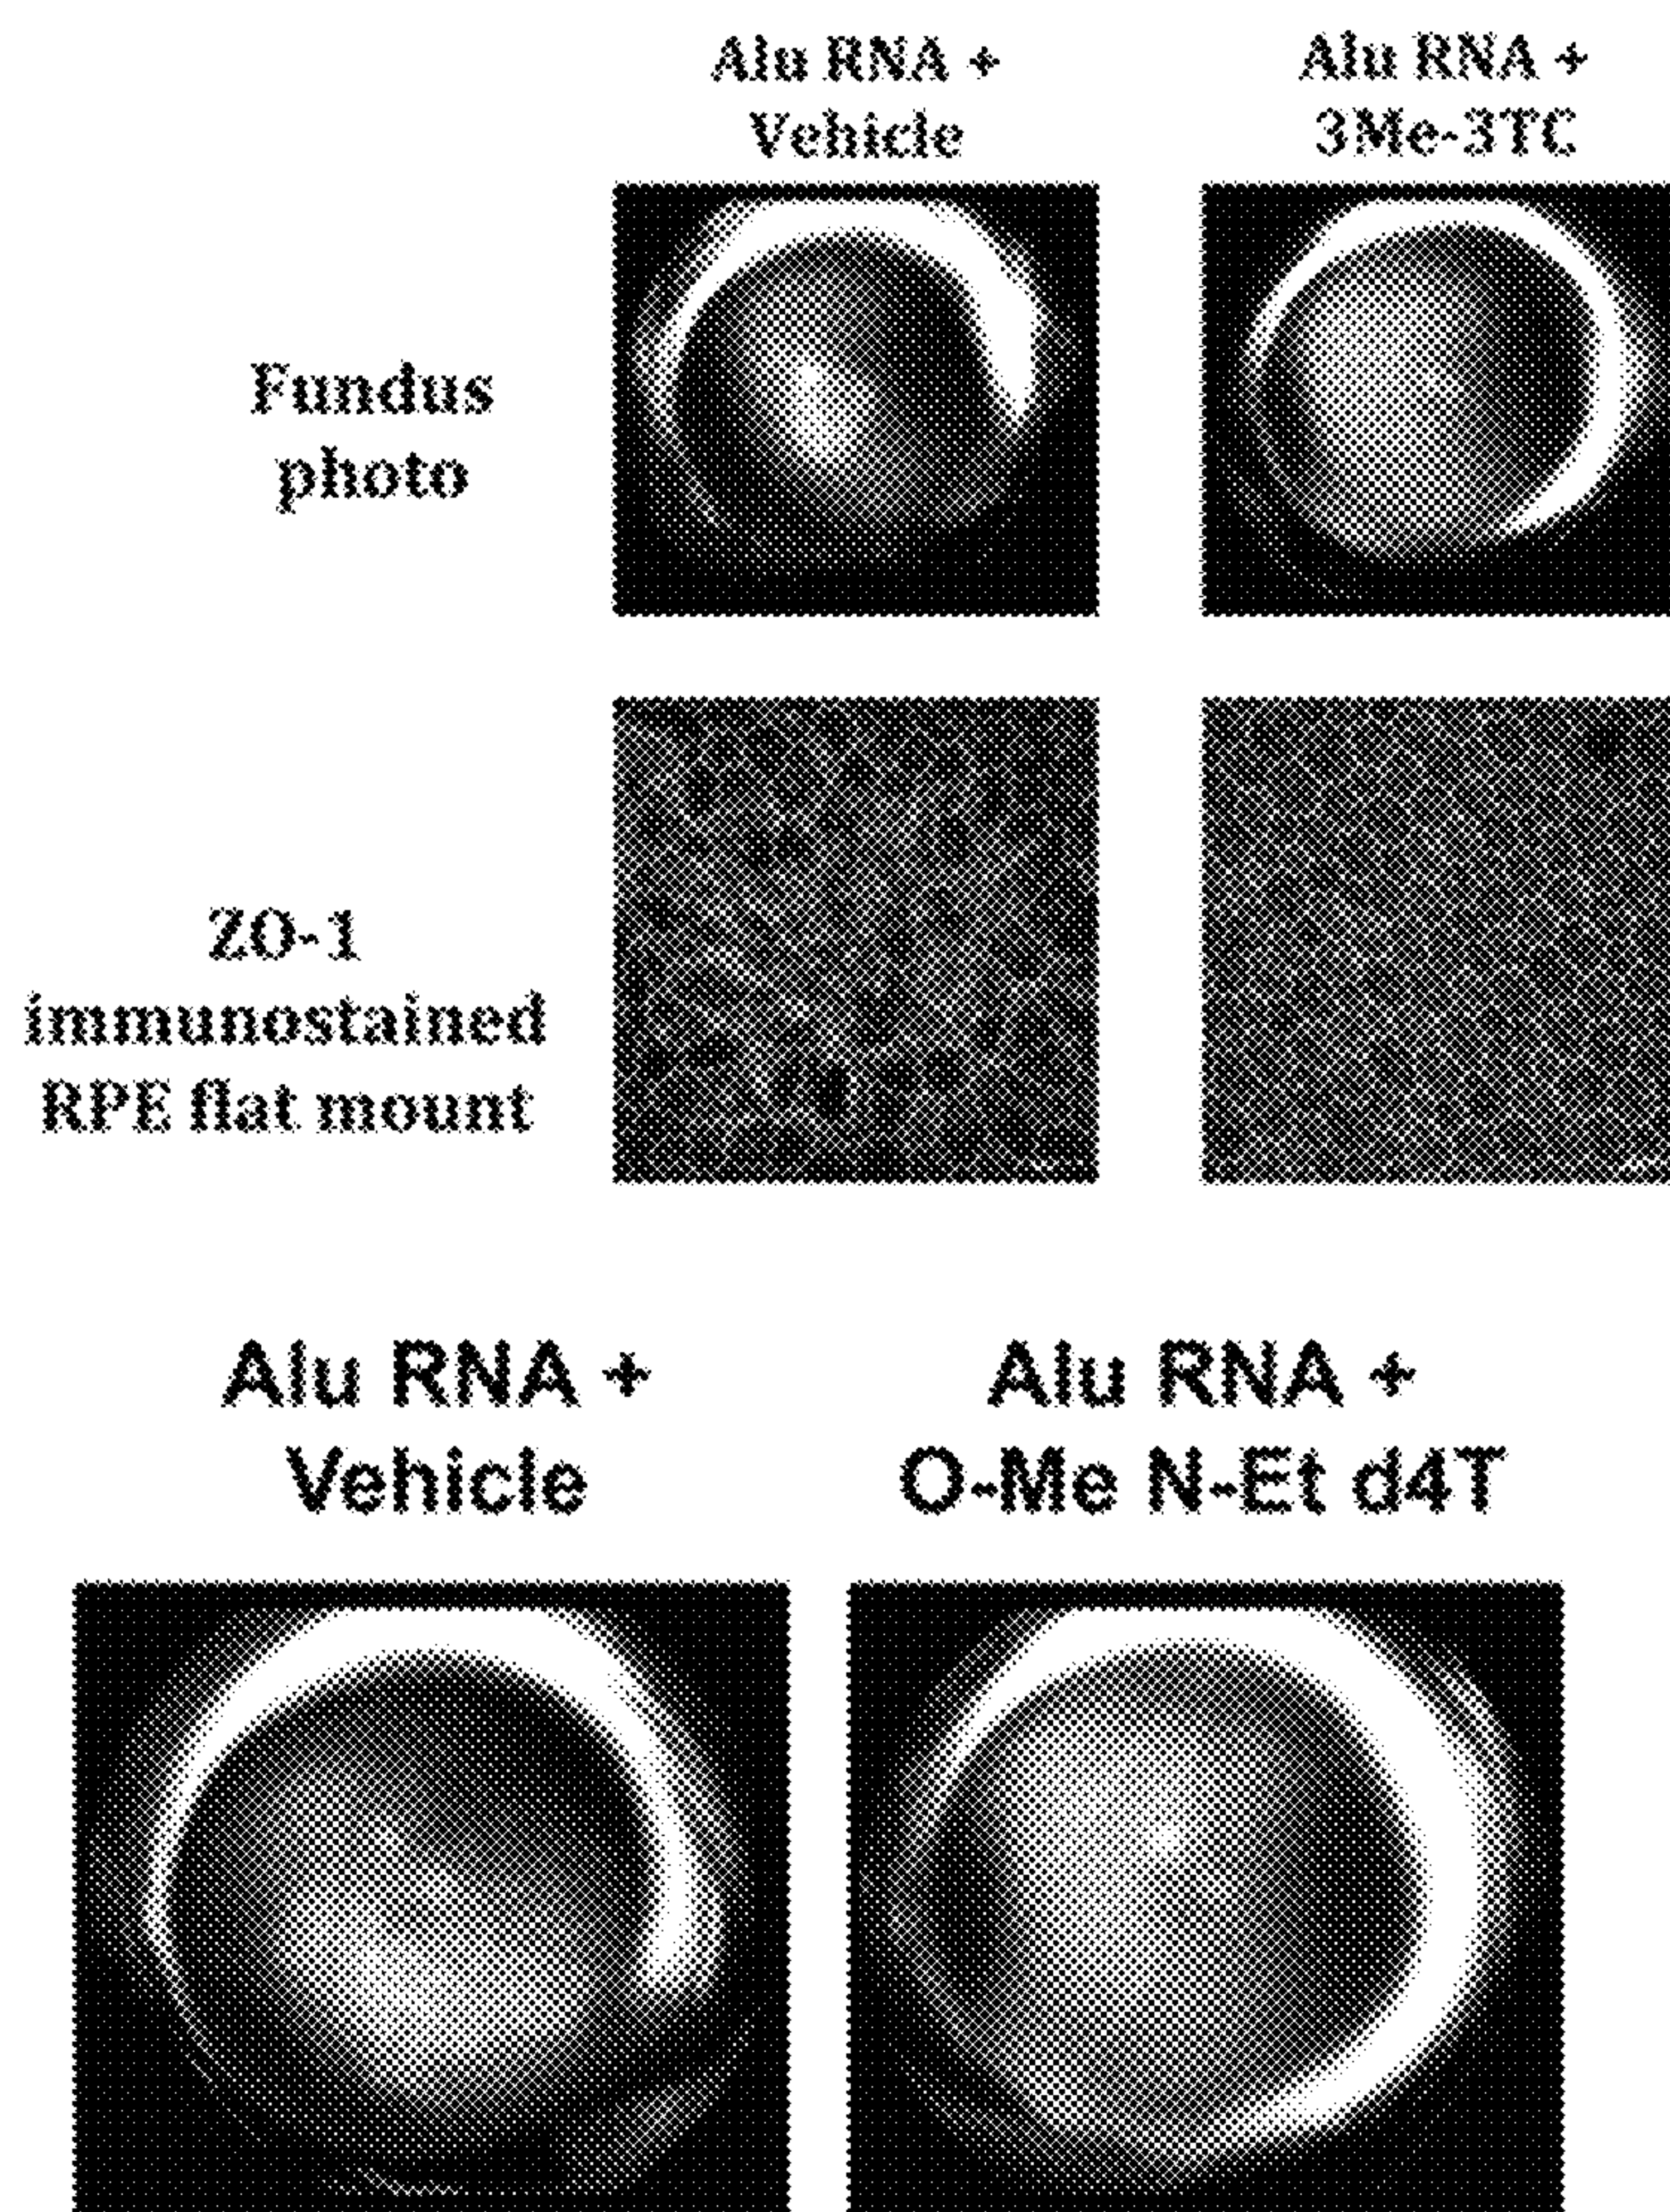 Alu RNA +
Vehicle
Alu RNA +
3Me-3TC
Fundus
photo
ZO-1
immunostained
RPE flat mount
Alu RNA +
Vehicle
Alu RNA +
O-Me N-Et d4T